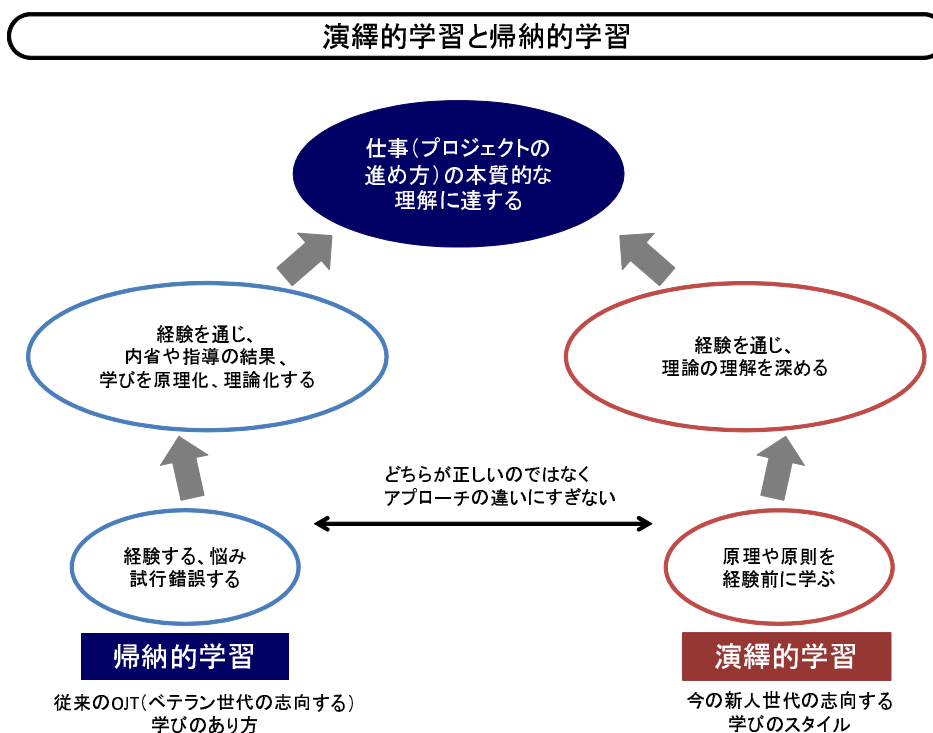 演繹的学習と帰納的学習
仕事(プロジェクトの
進め方)の本質的な
理解に達する
経験を通じ、
内省や指導の結果、
学びを原理化、理論化する
経験を通じ、
理論の理解を深める
どちらが正しいのではなく
アプローチの違いにすぎない
経験する、悩み
試行錯誤する
原理や原則を
経験前に学ぶ
帰納的学習
演繹的学習
従来のOJT(ベテラン世代の志向する)
学びのあり方
今の新人世代の志向する
学びのスタイル